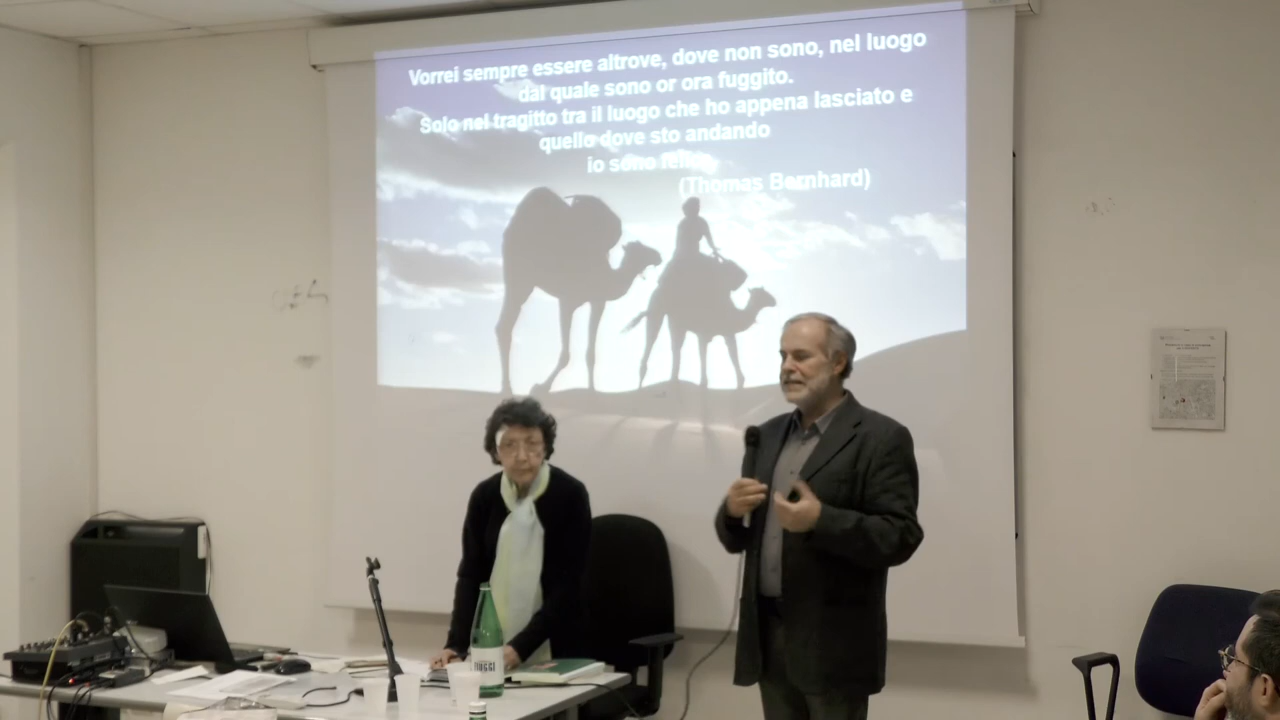 Vorrei sempre essere altrove, dove non sono, nel luogo
dal quale sono or ora fuggito.
Solo nel tragitto tra il luogo che ho appena lasciato e
quello dove sto andando
io sono felice
(Thomas Bernhard)